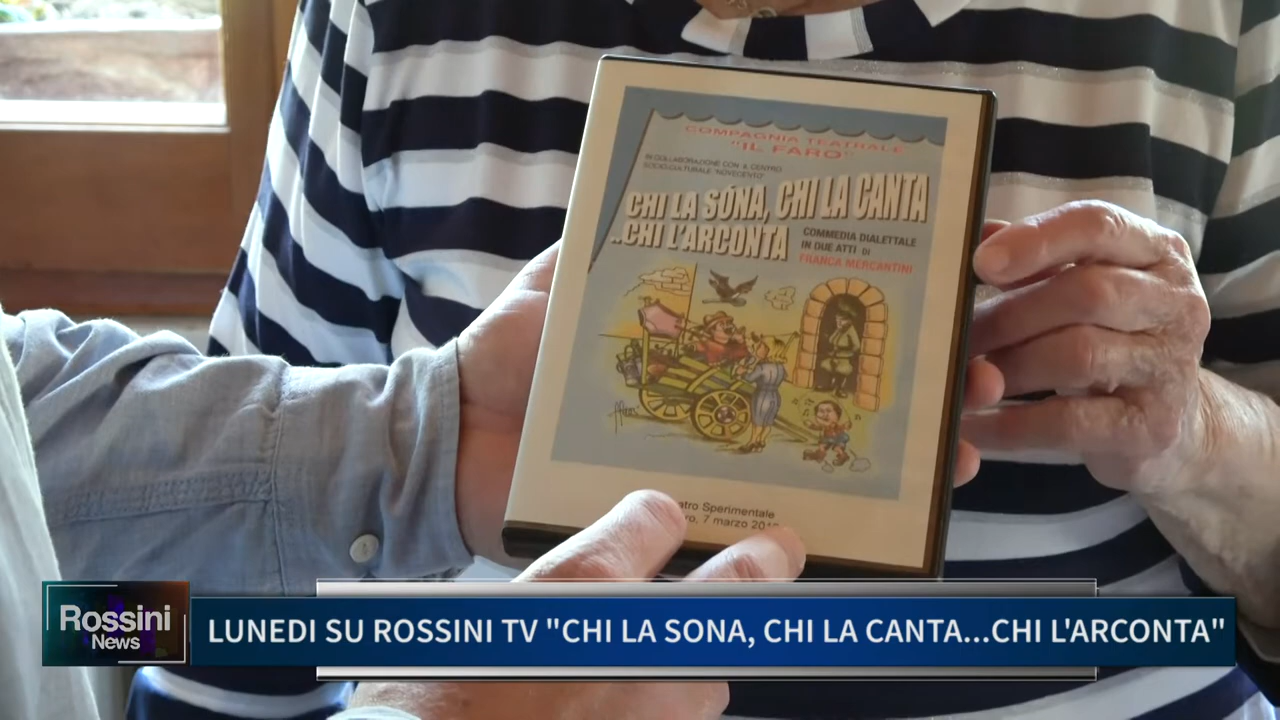 COMPAGNIA TEATRALE
"IL FARO"
IN COLLABORAZIONE CON IL CENTRO
SOCIO-CULTURALE "NOVECENTO"
CHI LA SÓNA, CHI LA CANTA
..CHI L'ARCONTA
COMMEDIA DIALETTALE
IN DUE ATTI DI
FRANCA MERCANTINI
Sperimentale
7 marzo
Rossini
News
LUNEDI SU ROSSINI TV "CHI LA SONA, CHI LA CANTA...CHI L'ARCONTA"